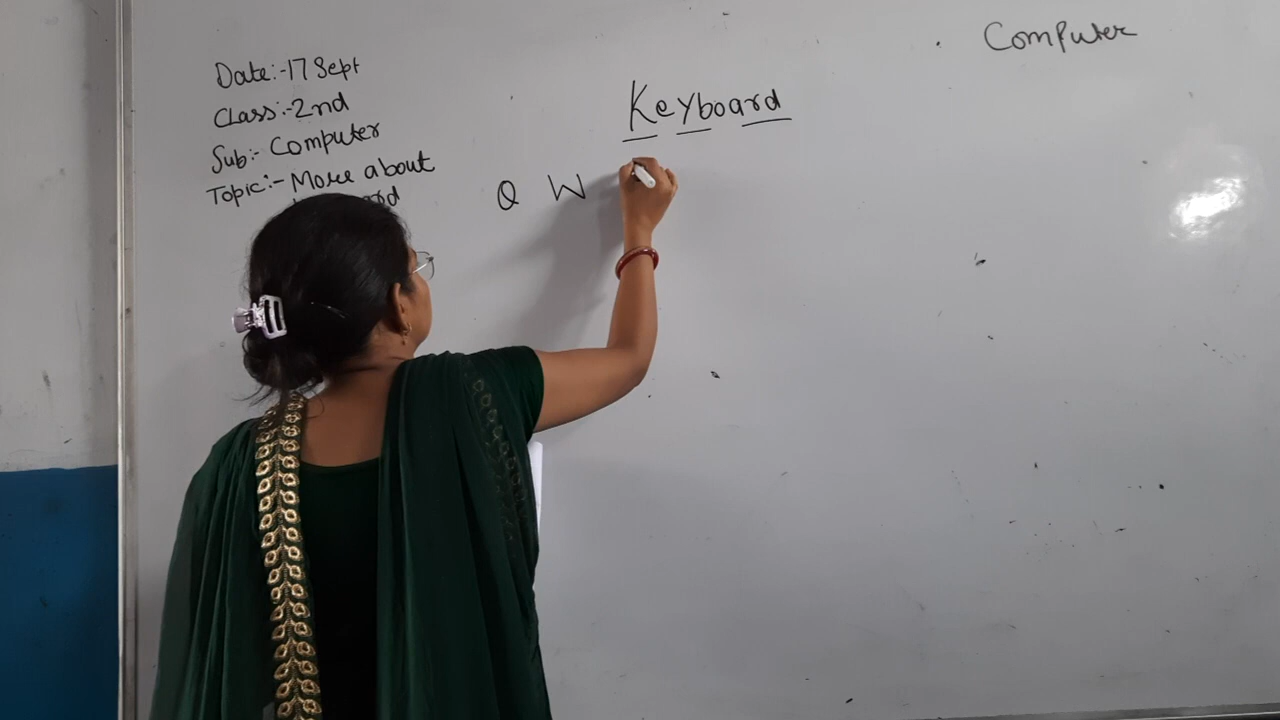 Date:-17 Sept
Class:-2nd
Sub:- Computer
Topic:- More about
Computer
Keyboard
Q W